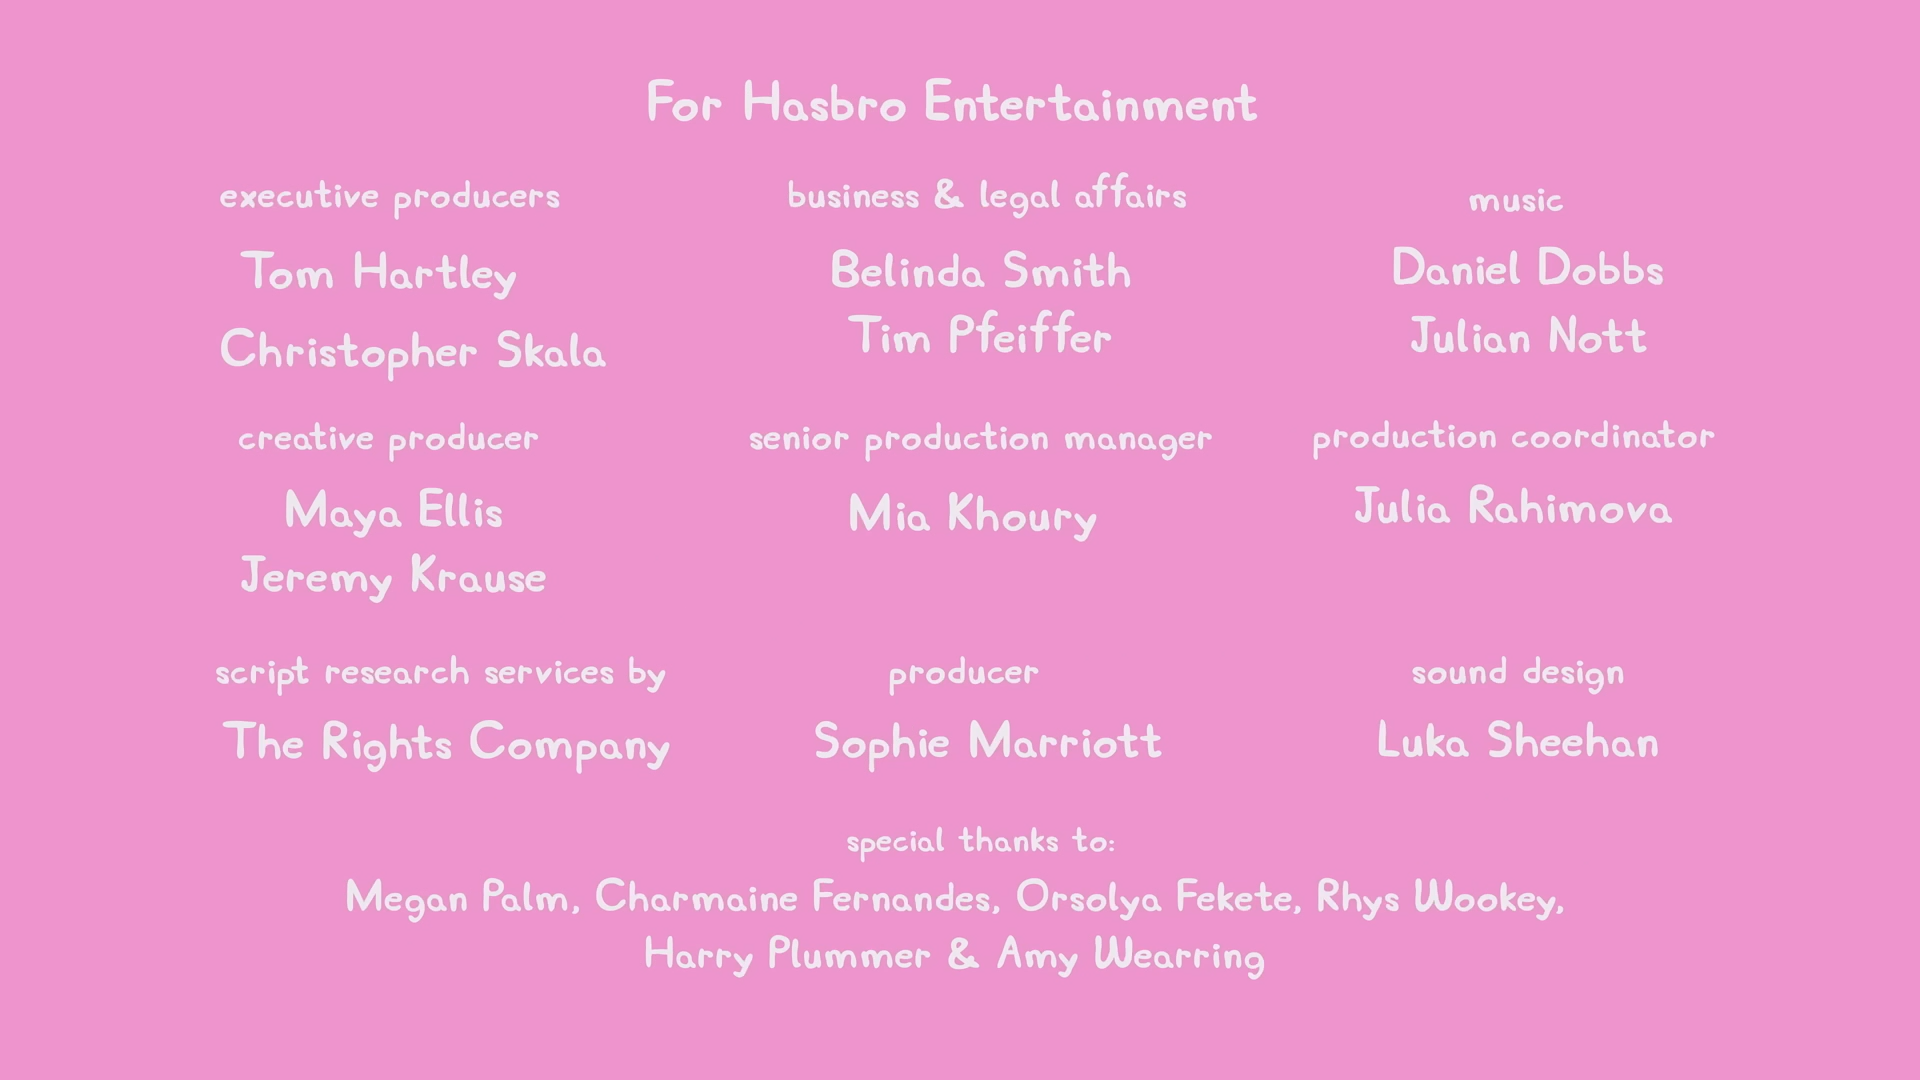 For Hasbro Entertainment
executive producers
Tom Hartley
Christopher Skala
business & legal affairs
Belinda Smith
Tim Pfeiffer
music
Daniel Dobbs
Julian Nott
creative producer
Maya Ellis
Jeremy Krause
senior production manager
Mia Khoury
production coordinator
Julia Rahimova
script research services by
The Rights Company
producer
Sophie Marriott
sound design
Luka Sheehan
special thanks to:
Megan Palm, Charmaine Fernandes, Orsolya Fekete, Rhys Wookey,
Harry Plummer & Amy Wearring